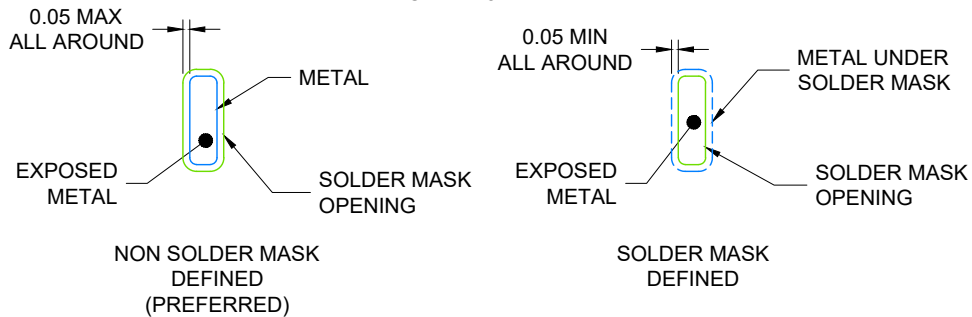 0.05 MAX
ALL AROUND
METAL
EXPOSED
METAL
SOLDER MASK
OPENING
NON SOLDER MASK
DEFINED
(PREFERRED)
0.05 MIN
ALL AROUND
METAL UNDER
SOLDER MASK
EXPOSED
METAL
SOLDER MASK
OPENING
SOLDER MASK
DEFINED